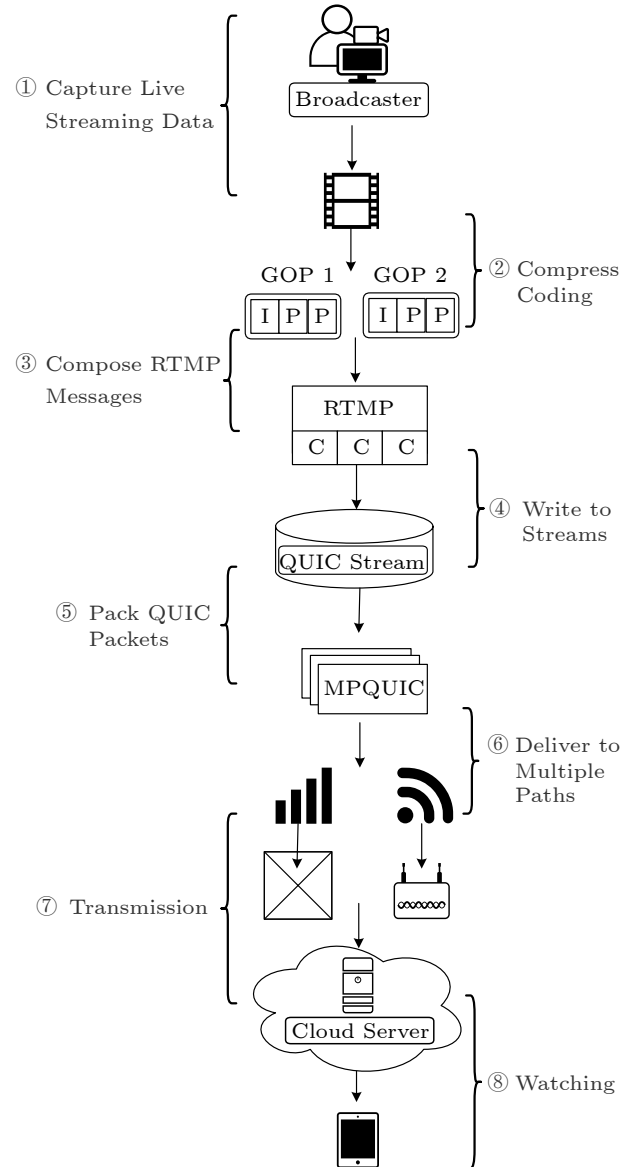 ① Capture Live
Streaming Data
Broadcaster
② Compress
Coding
GOP 1
GOP 2
I P P
I P P
③ Compose RTMP
Messages
RTMP
C C C
④ Write to
Streams
QUIC Stream
⑤ Pack QUIC
Packets
MPQUIC
⑥ Deliver to
Multiple
Paths
⑦ Transmission
Cloud Server
⑧ Watching